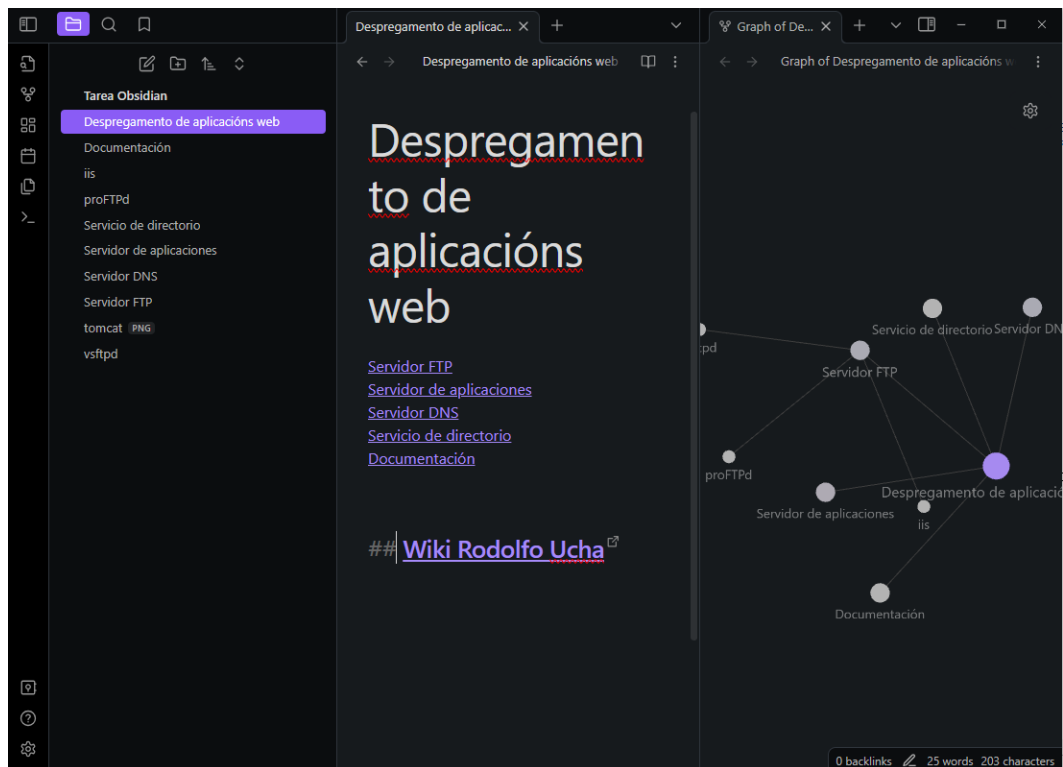 Despregamento de aplicac...
Graph of De...
Despregamento de aplicacións web
Graph of Despregamento de aplicacións w
Tarea Obsidian
Despregamento de aplicacións web
Documentación
iis
proFTPd
Servicio de directorio
Servidor de aplicaciones
Servidor DNS
Servidor FTP
tomcat PNG
vsftpd
Despregamen
to de
aplicacións
web
Servidor FTP
Servidor de aplicaciones
Servidor DNS
Servicio de directorio
Documentación
## Wiki Rodolfo Ucha
Servicio de directorio
Servidor DN
tpd
Servidor FTP
proFTPd
Despregamento de aplicació
Servidor de aplicaciones
iis
Documentación
0 backlinks 25 words 203 characters